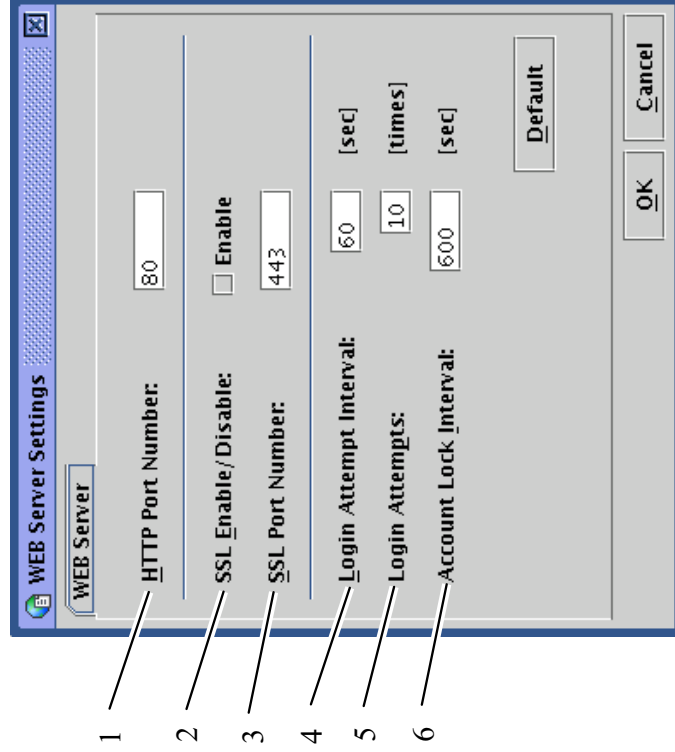 WEB Server Settings
WEB Server
1 HTTP Port Number: 80
2 SSL Enable/Disable: Enable
3 SSL Port Number: 443
4 Login Attempt Interval: 60 [sec]
5 Login Attempts: 10 [times]
6 Account Lock Interval: 600 [sec]
Default
OK Cancel